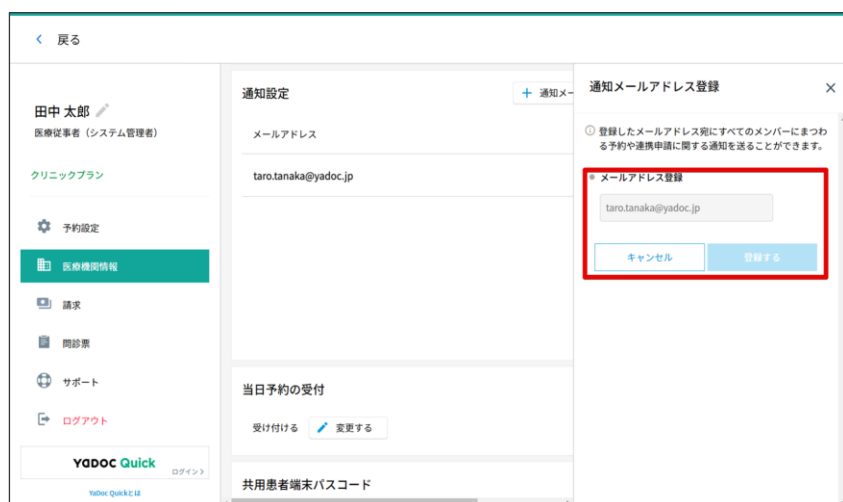 戻る
田中 太郎
医療従事者（システム管理者）
クリニックプラン
予約設定
医療機関情報
請求
問診票
サポート
ログアウト
YaDOC Quick
ログイン >
YaDoc Quickとは
通知設定
＋ 通知メー
メールアドレス
taro.tanaka@yadoc.jp
当日予約の受付
受け付ける
変更する
共用患者端末パスコード
通知メールアドレス登録
登録したメールアドレス宛にすべてのメンバーにまつわ
る予約や連携申請に関する通知を送ることができます。
メールアドレス登録
taro.tanaka@yadoc.jp
キャンセル
登録する